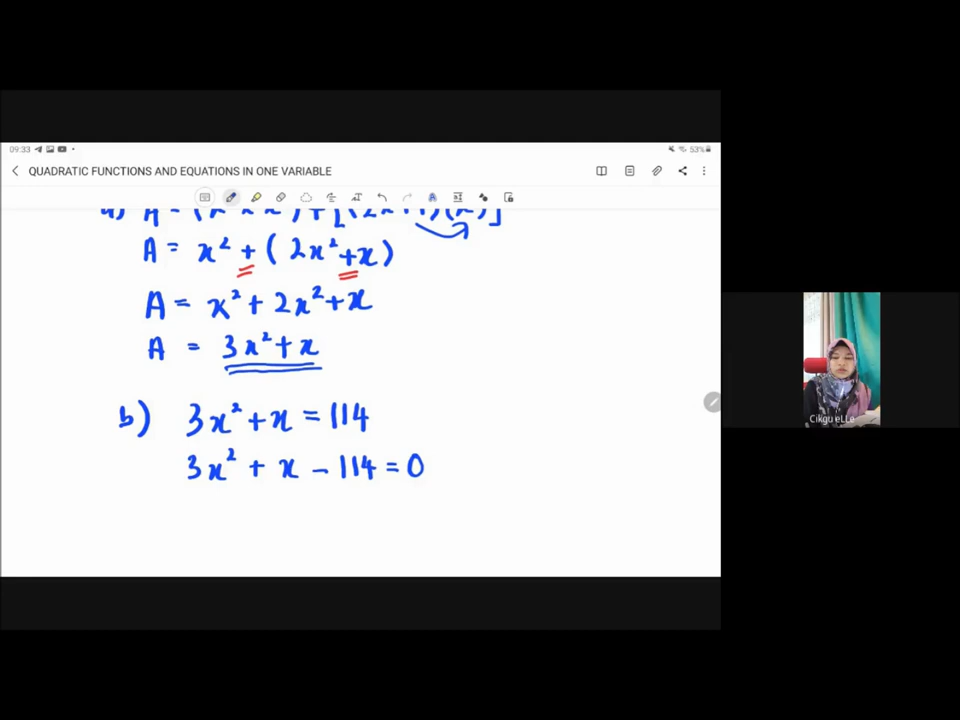 09:33
53%
QUADRATIC FUNCTIONS AND EQUATIONS IN ONE VARIABLE
A = x² + (2x² + x)
A = x² + 2x² + x
A = 3x² + x
b) 3x² + x = 114
3x² + x - 114 = 0
Cikgu eLLe